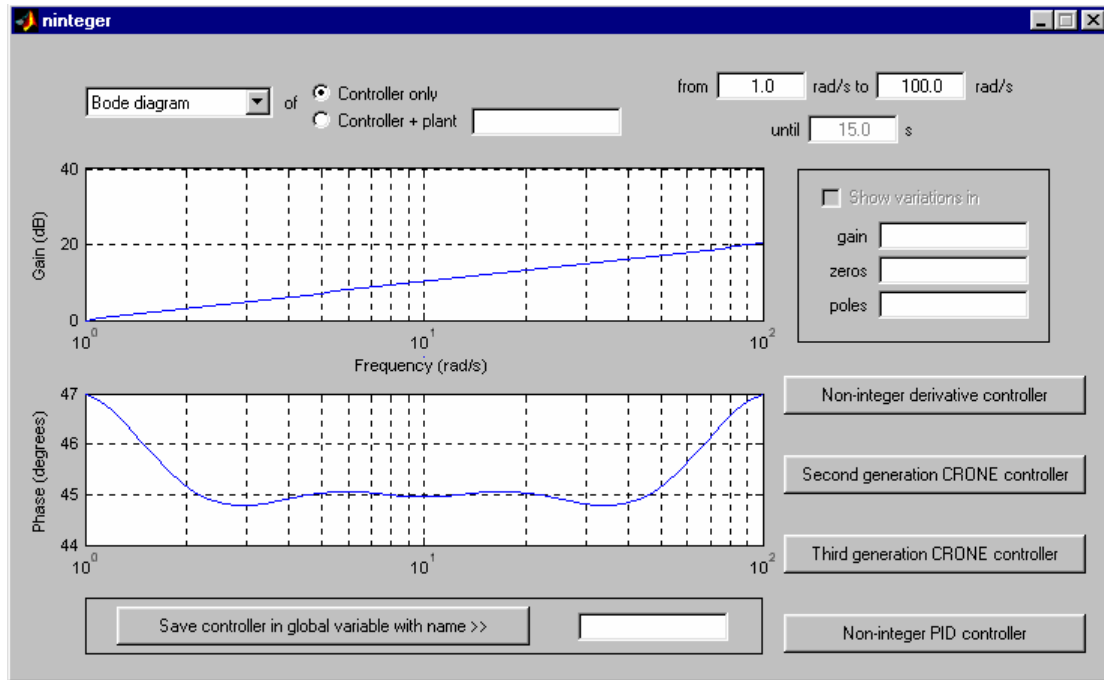 ninteger
Bode diagram of Controller only
Controller + plant
from 1.0 rad/s to 100.0 rad/s
until 15.0 s
40
20
0
Gain (dB)
10^0 10^1 10^2
Frequency (rad/s)
Show variations in
gain
zeros
poles
47
46
45
44
Phase (degrees)
10^0 10^1 10^2
Non-integer derivative controller
Second generation CRONE controller
Third generation CRONE controller
Non-integer PID controller
Save controller in global variable with name >>